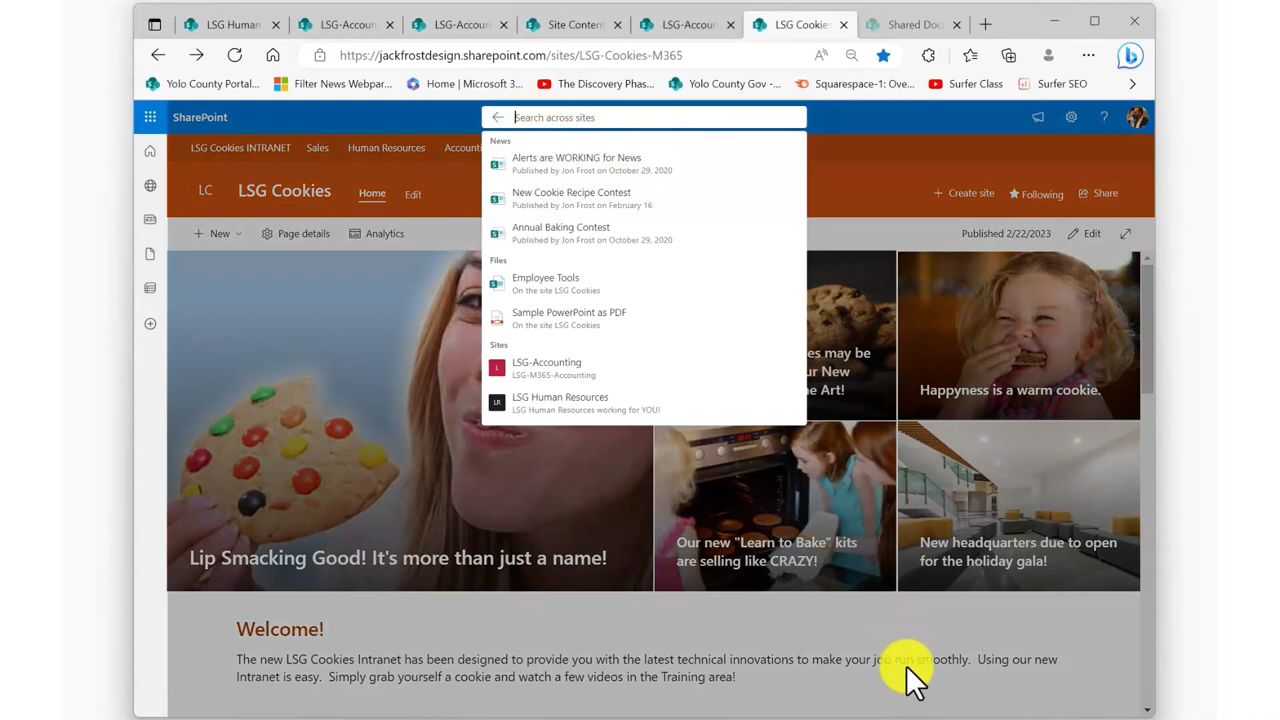 LSG Human
LSG-Accoun
LSG-Accoun
Site Conten
LSG-Accoun
LSG Cookie
Shared Doc
https://jackfrostdesign.sharepoint.com/sites/LSG-Cookies-M365
Yolo County Portal...
Filter News Webpar...
Home | Microsoft 3...
The Discovery Phas...
Yolo County Gov -...
Squarespace-1: Ove...
Surfer Class
Surfer SEO
SharePoint
Search across sites
LSG Cookies INTRANET
Sales
Human Resources
Accounti
LC
LSG Cookies
Home
Edit
Create site
Following
Share
New
Page details
Analytics
Published 2/22/2023
Edit
News
Alerts are WORKING for News
Published by Jon Frost on October 29, 2020
New Cookie Recipe Contest
Published by Jon Frost on February 16
Annual Baking Contest
Published by Jon Frost on October 29, 2020
Files
Employee Tools
On the site LSG Cookies
Sample PowerPoint as PDF
On the site LSG Cookies
Sites
L
LSG-Accounting
LSG-M365-Accounting
LR
LSG Human Resources
LSG Human Resources working for YOU!
es may be
ur New
he Art!
Happyness is a warm cookie.
Lip Smacking Good! It's more than just a name!
Our new "Learn to Bake" kits
are selling like CRAZY!
New headquarters due to open
for the holiday gala!
Welcome!
The new LSG Cookies Intranet has been designed to provide you with the latest technical innovations to make your job run smoothly. Using our new
Intranet is easy. Simply grab yourself a cookie and watch a few videos in the Training area!